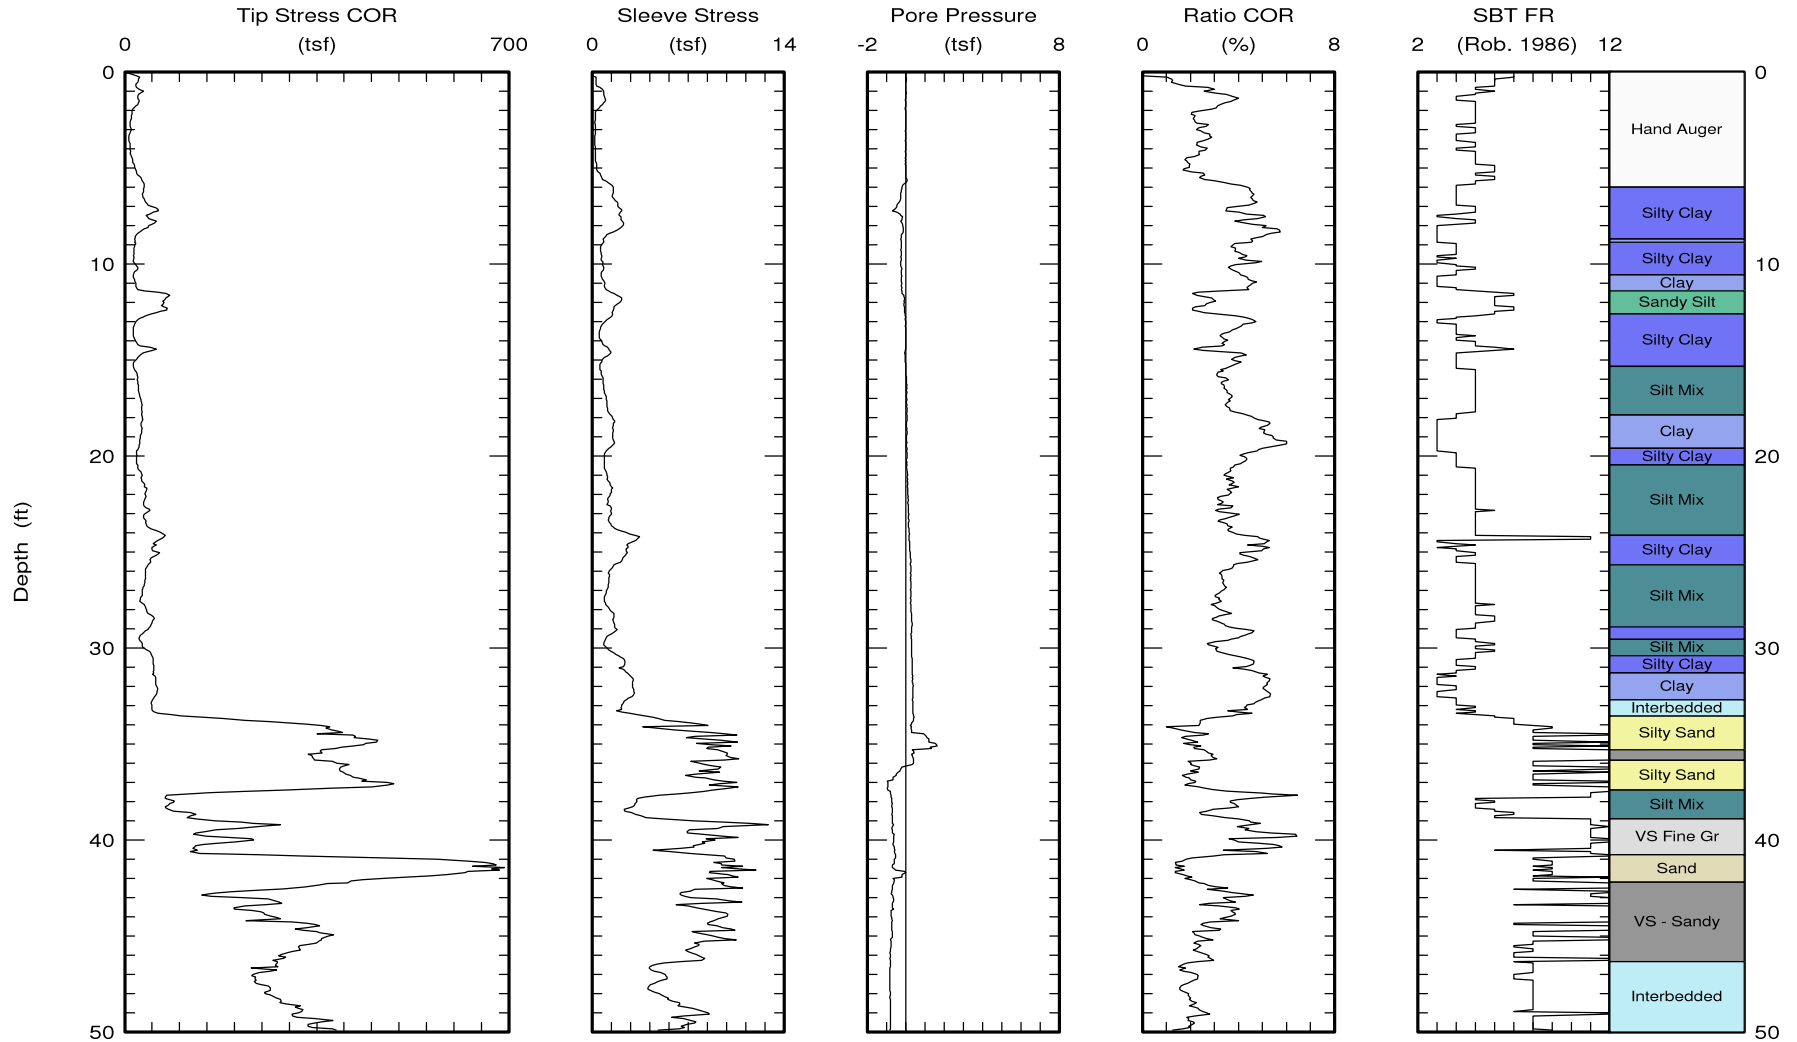 Tip Stress COR Sleeve Stress Pore Pressure Ratio COR SBT FR
0 (tsf) 700 0 (tsf) 14 -2 (tsf) 8 0 (%) 8 2 (Rob. 1986) 12
0 0
Hand Auger
Silty Clay
Silty Clay
10 10
Clay
Sandy Silt
Silty Clay
Silt Mix
Clay
20 Silty Clay 20
Silt Mix
Depth (ft)
Silty Clay
Silt Mix
30 Silt Mix 30
Silty Clay
Clay
Interbedded
Silty Sand
Silty Sand
Silt Mix
40 VS Fine Gr 40
Sand
VS - Sandy
Interbedded
50 50